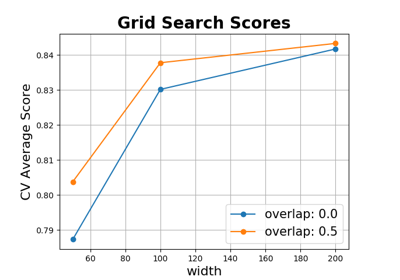 Grid Search Scores
CV Average Score
0.84
0.83
0.82
0.81
0.80
0.79
overlap: 0.0
overlap: 0.5
60 80 100 120 140 160 180 200
width